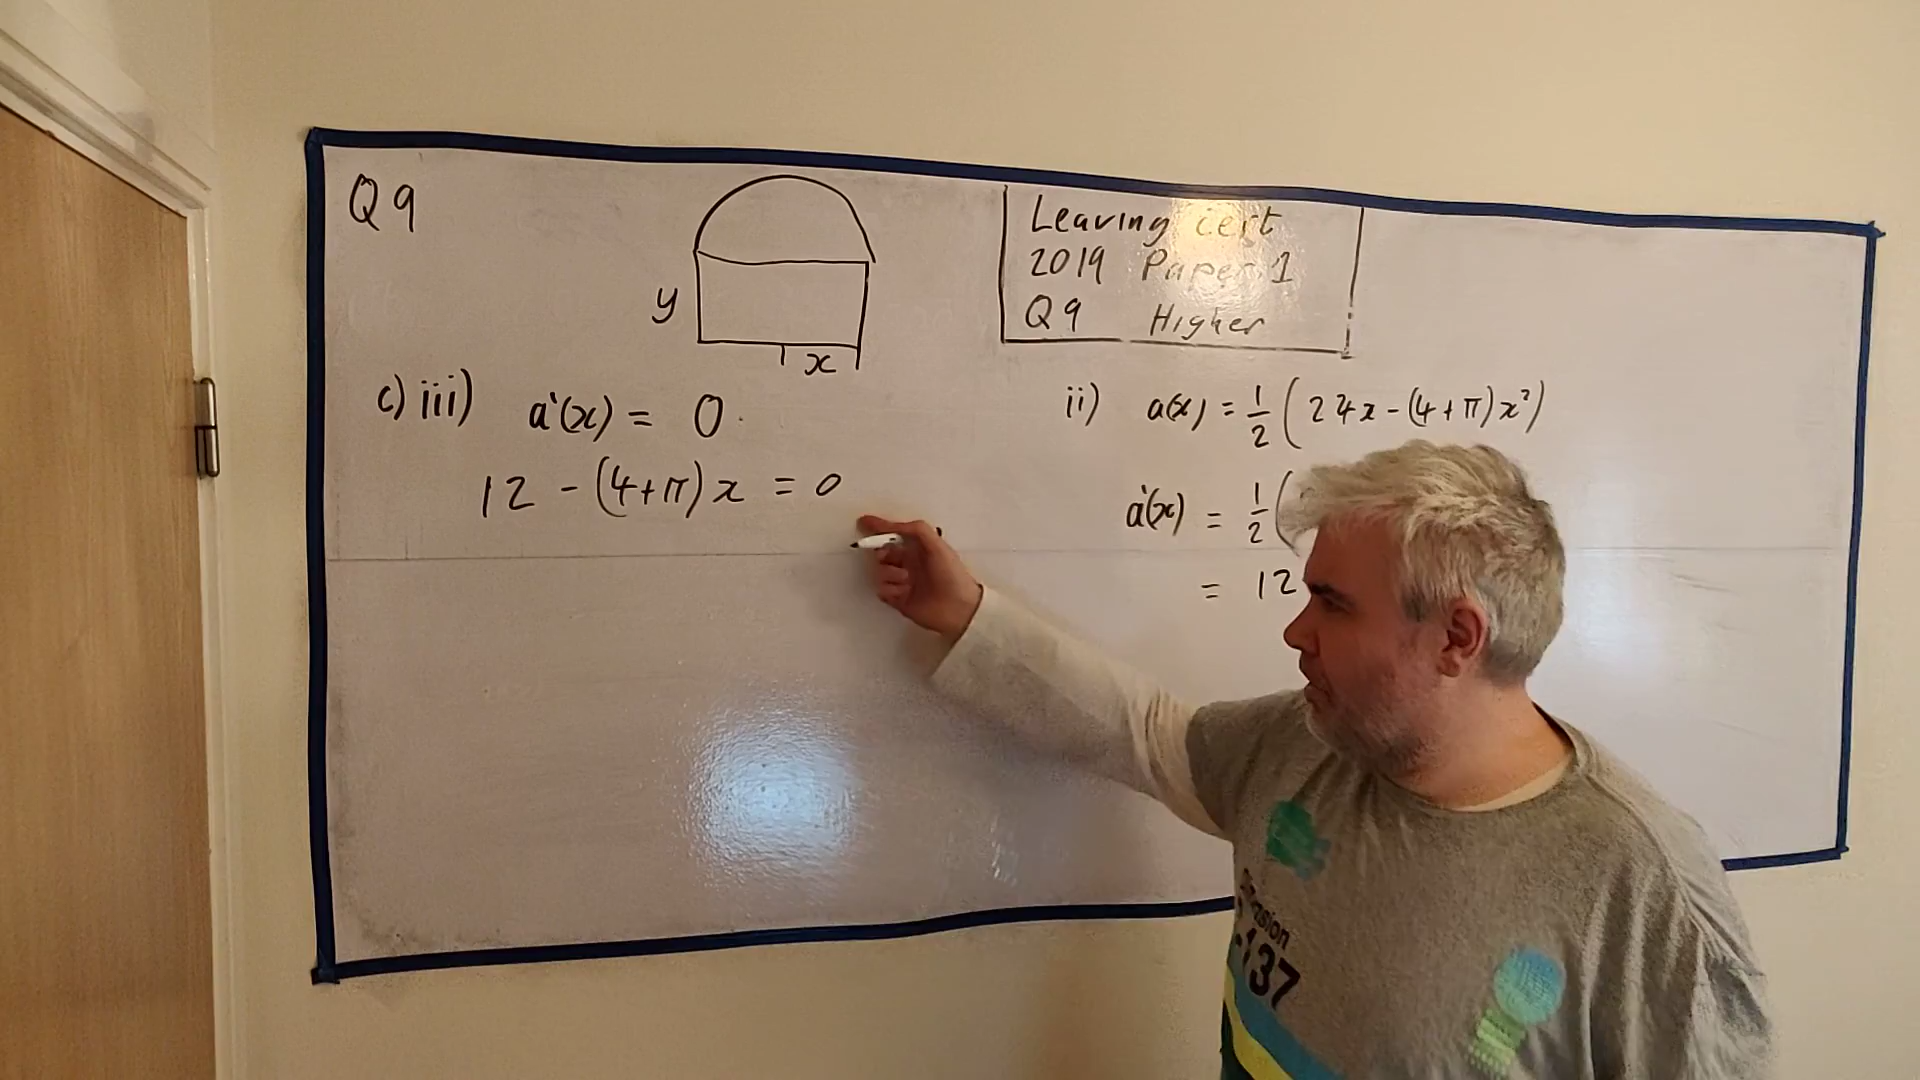 Q9
y
x
Leaving cert
2019 Paper 1
Q9 Higher
c) iii) a'(x) = 0
12 - (4+π)x = 0
ii) a(x) = 1/2 (24x - (4+π)x²)
a'(x) = 1/2 (
= 12
137